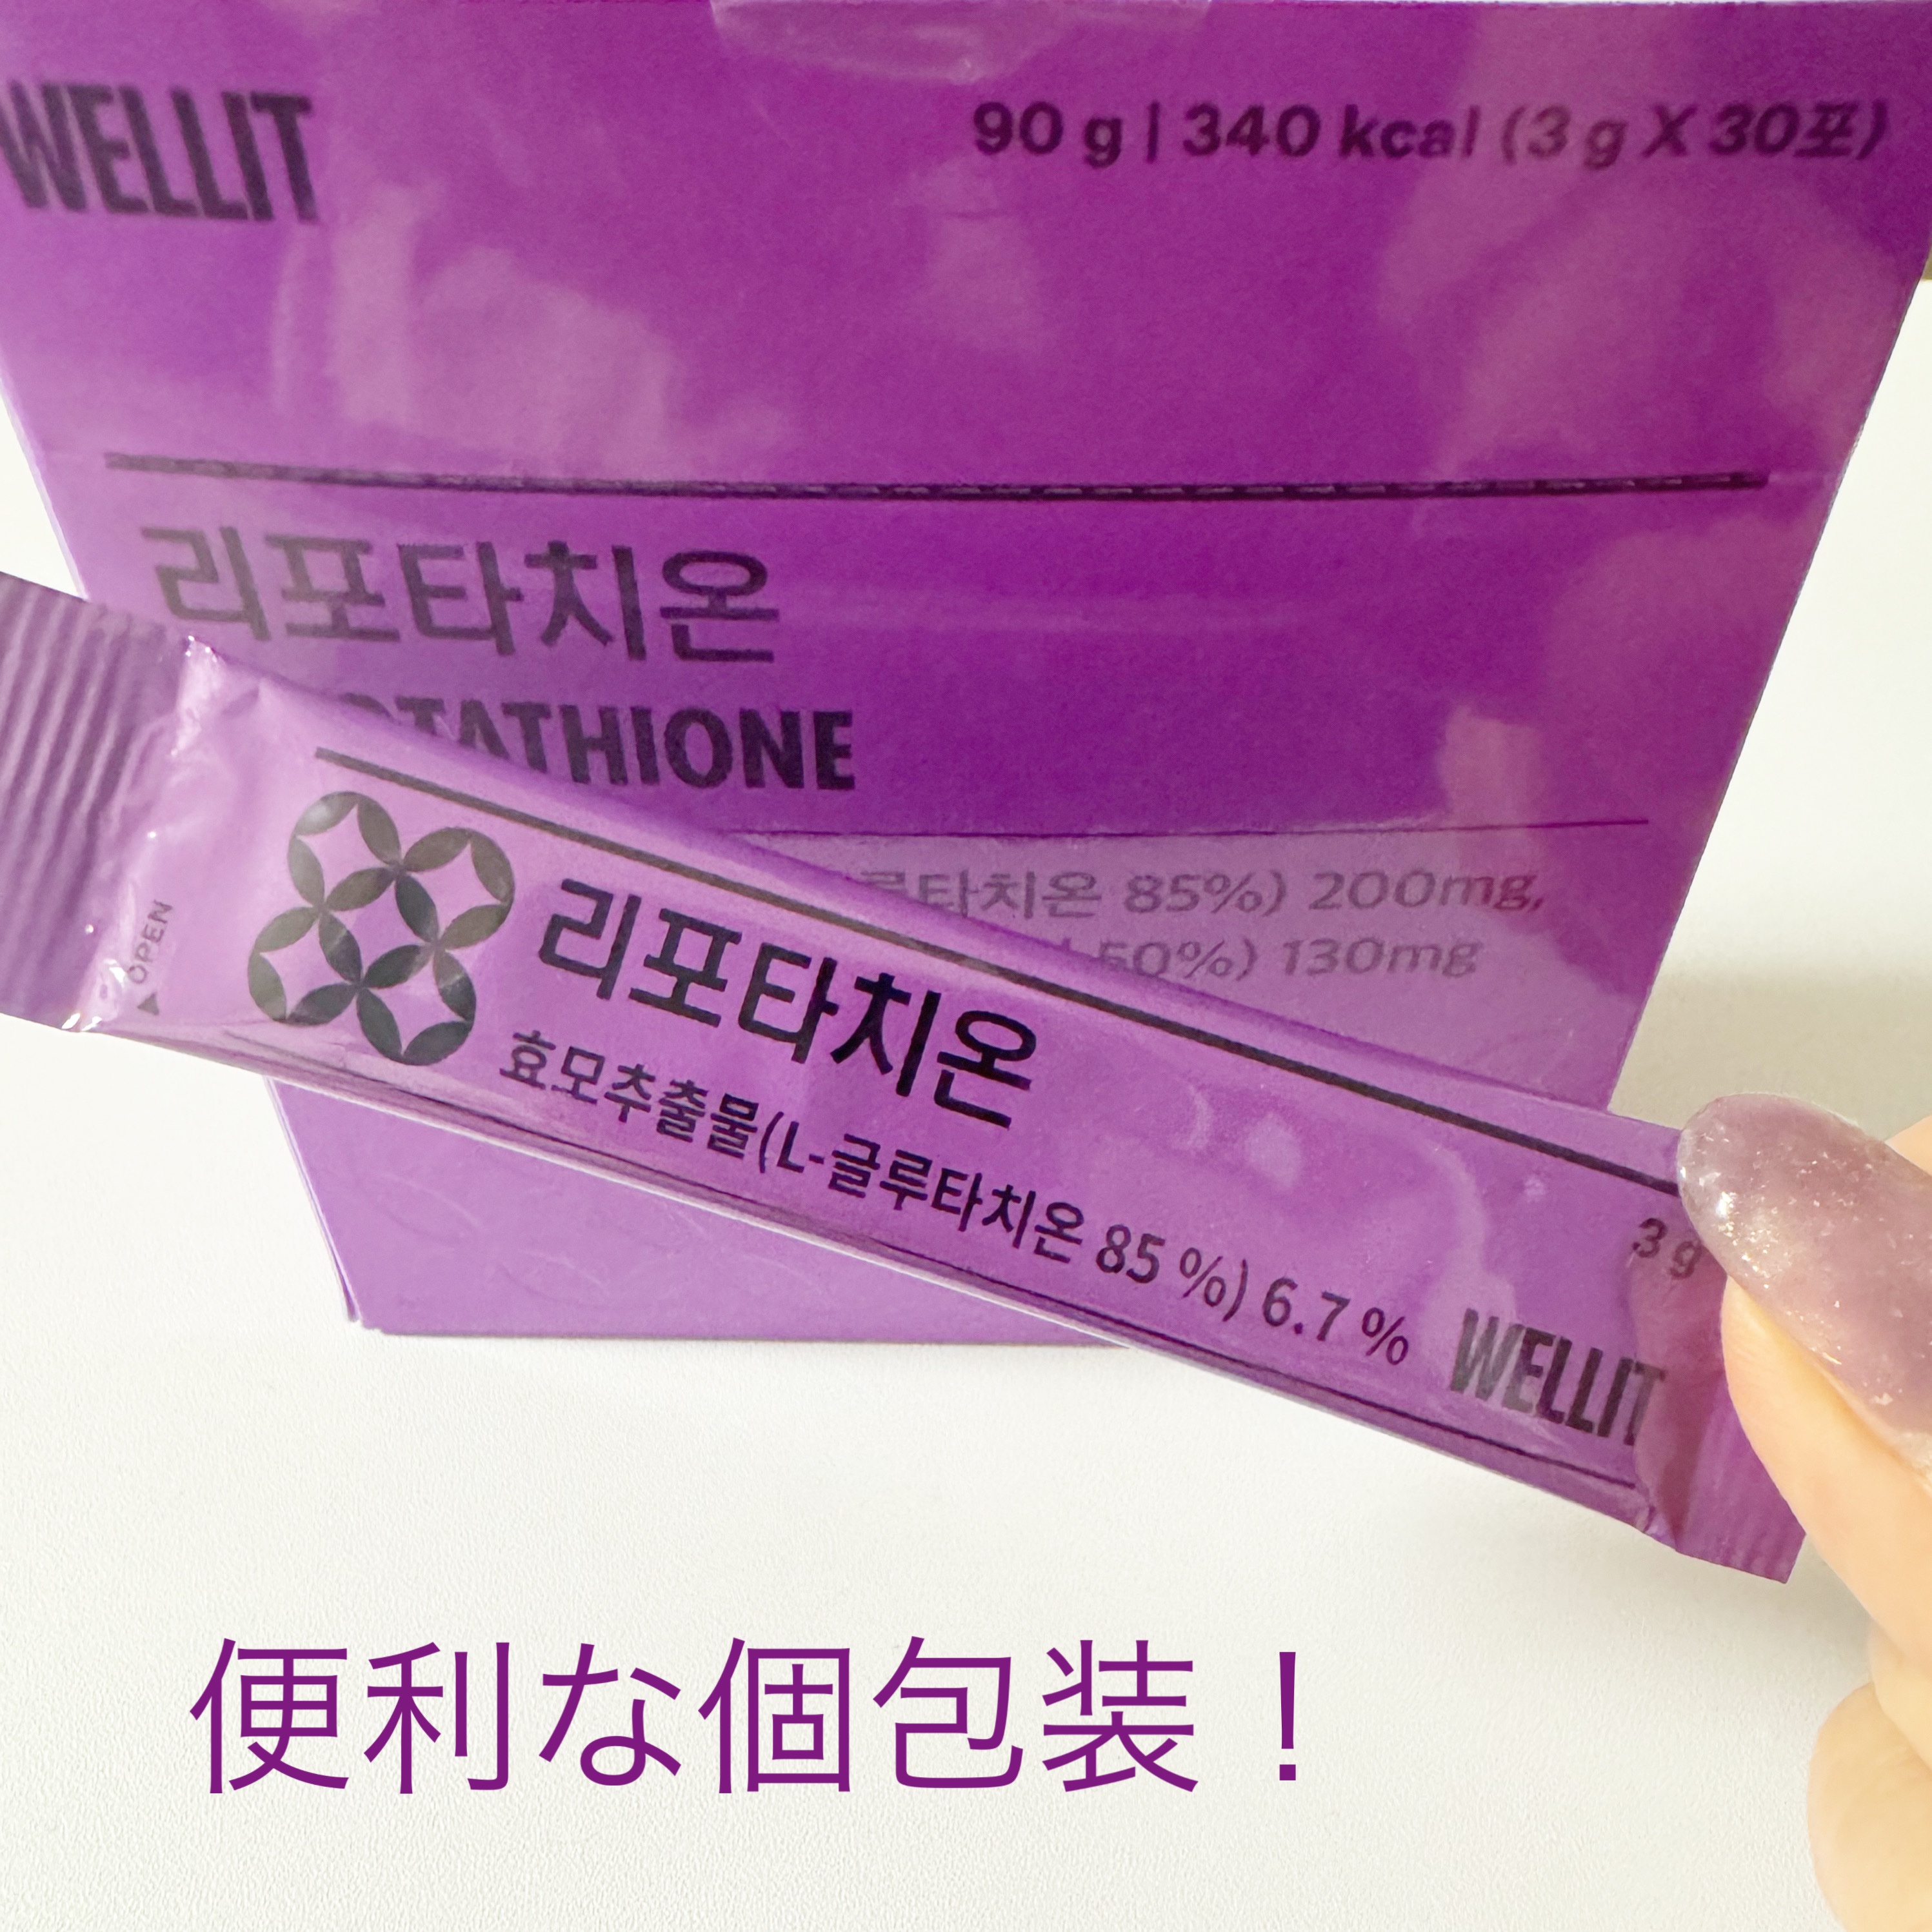 WELLIT
90 g | 340 kcal (3 g X 30포)
리포타치온
타치온 85%) 200mg,
50%) 130mg
OPEN
리포타치온
효모추출물(L-글루타치온 85 %) 6.7 %
3 g
WELLIT
便利な個包装！